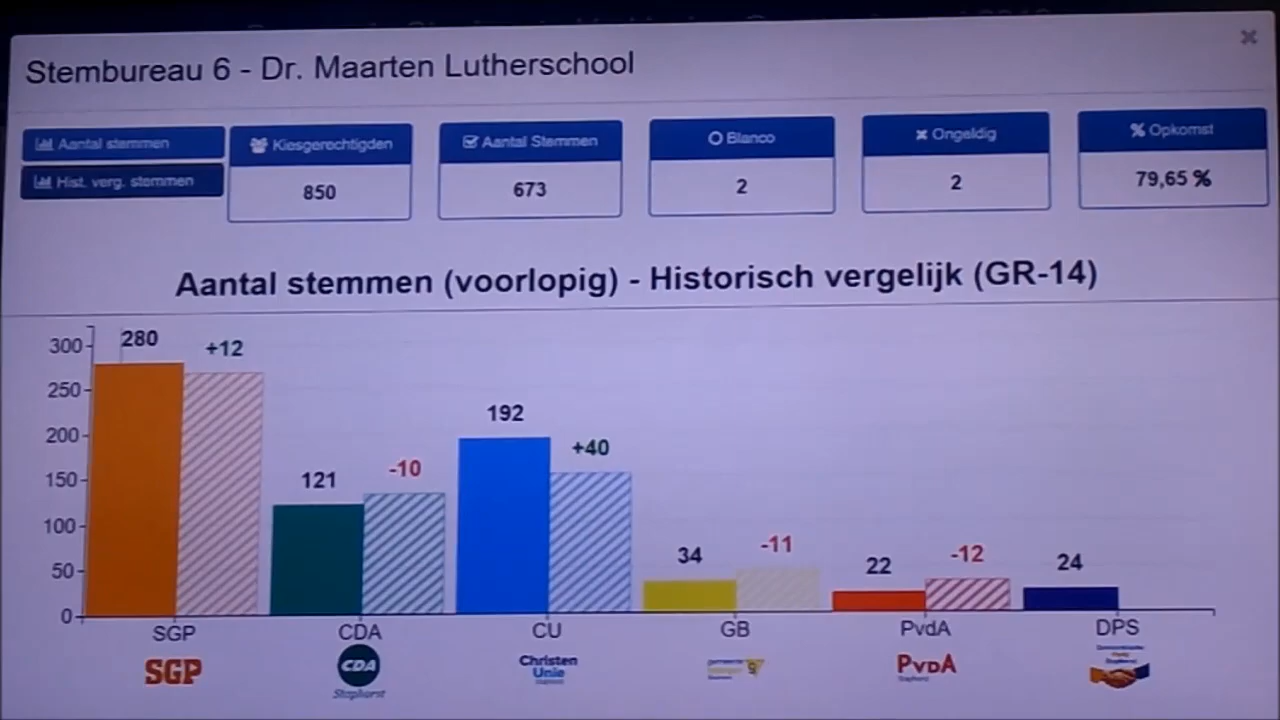 Stembureau 6 - Dr. Maarten Lutherschool
Aantal stemmen
Hist. verg. stemmen
Kiesgerechtigden
850
Aantal Stemmen
673
Blanco
2
Ongeldig
2
% Opkomst
79,65 %
Aantal stemmen (voorlopig) - Historisch vergelijk (GR-14)
300
250
200
150
100
50
0
280
+12
121
-10
192
+40
34
-11
22
-12
24
SGP
CDA
CU
GB
PvdA
DPS
SGP
CDA
Staphorst
Christen
Unie
gemeente
PvdA
Staphorst